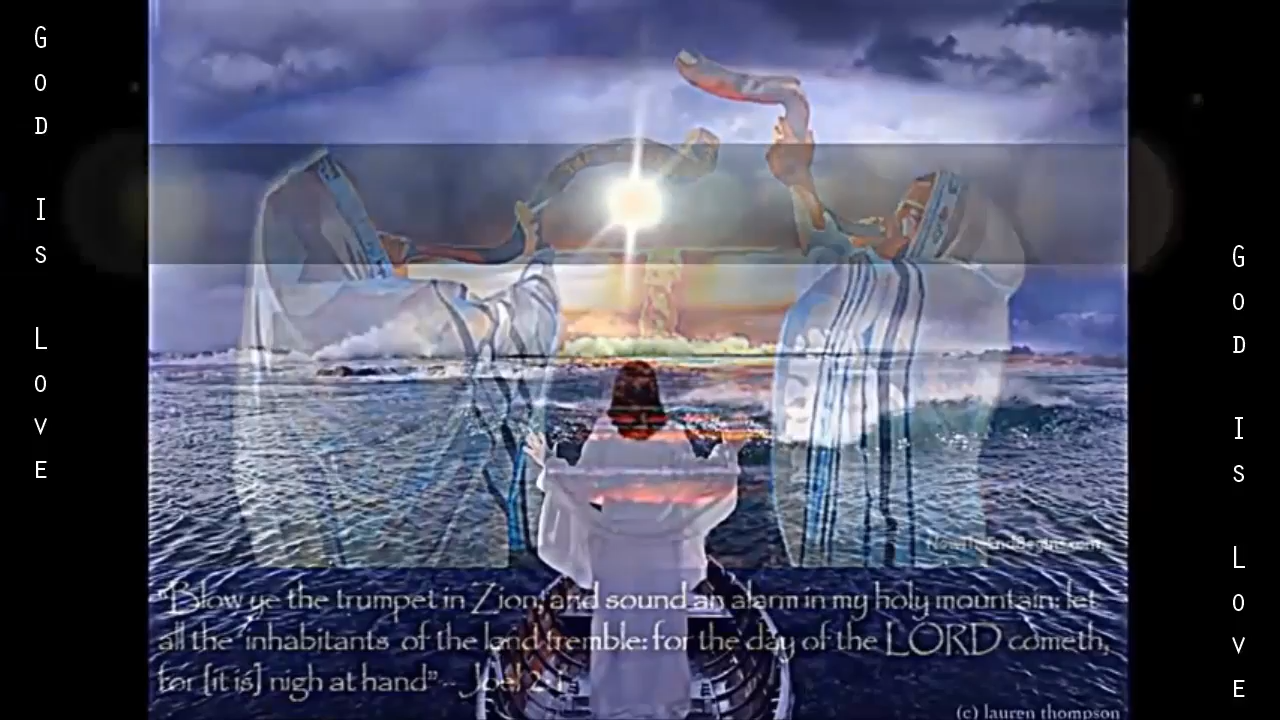 GOD IS LOVE
NowTheEndBegins.com
"Blow ye the trumpet in Zion, and sound an alarm in my holy mountain: let
all the inhabitants of the land tremble: for the day of the LORD cometh,
for [it is] nigh at hand" -- Joel 2:1
(c) lauren thompson
GOD IS LOVE